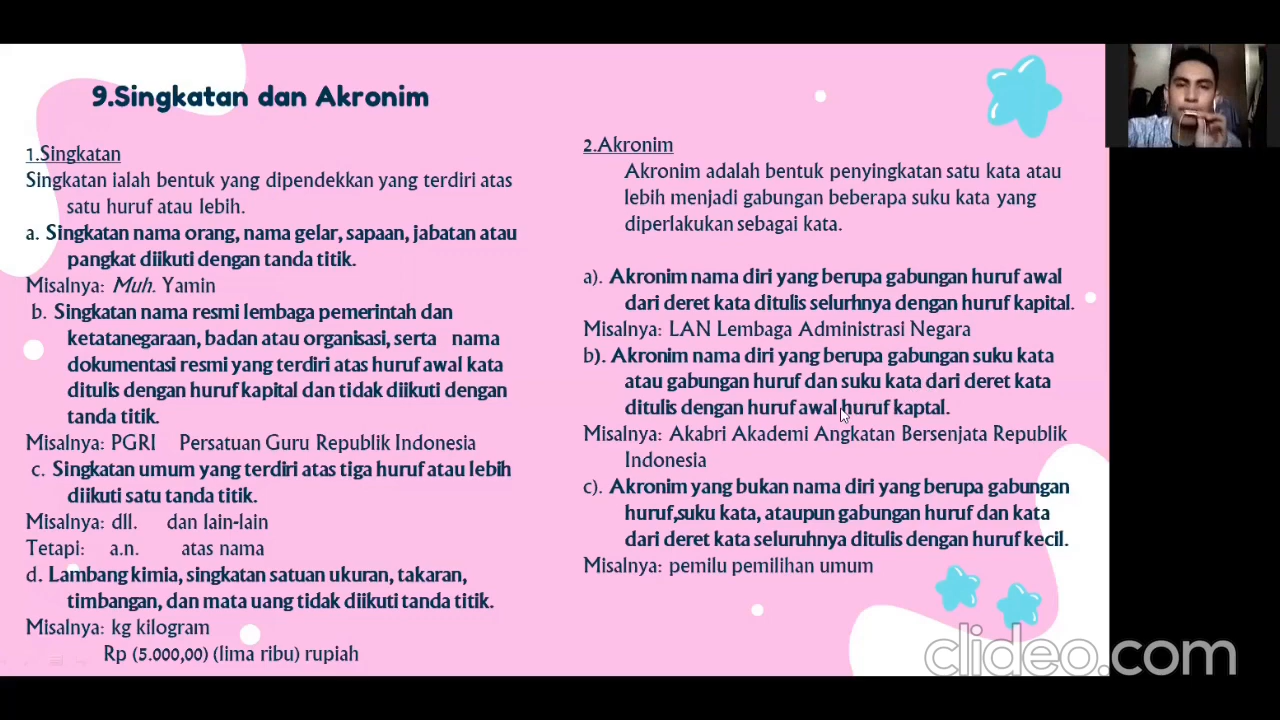 9.Singkatan dan Akronim
1.Singkatan
Singkatan ialah bentuk yang dipendekkan yang terdiri atas
satu huruf atau lebih.
a. Singkatan nama orang, nama gelar, sapaan, jabatan atau
pangkat diikuti dengan tanda titik.
Misalnya: Muh. Yamin
b. Singkatan nama resmi lembaga pemerintah dan
ketatanegaraan, badan atau organisasi, serta nama
dokumentasi resmi yang terdiri atas huruf awal kata
ditulis dengan huruf kapital dan tidak diikuti dengan
tanda titik.
Misalnya: PGRI Persatuan Guru Republik Indonesia
c. Singkatan umum yang terdiri atas tiga huruf atau lebih
diikuti satu tanda titik.
Misalnya: dll. dan lain-lain
Tetapi: a.n. atas nama
d. Lambang kimia, singkatan satuan ukuran, takaran,
timbangan, dan mata uang tidak diikuti tanda titik.
Misalnya: kg kilogram
Rp (5.000,00) (lima ribu) rupiah
2.Akronim
Akronim adalah bentuk penyingkatan satu kata atau
lebih menjadi gabungan beberapa suku kata yang
diperlakukan sebagai kata.
a). Akronim nama diri yang berupa gabungan huruf awal
dari deret kata ditulis selurhnya dengan huruf kapital.
Misalnya: LAN Lembaga Administrasi Negara
b). Akronim nama diri yang berupa gabungan suku kata
atau gabungan huruf dan suku kata dari deret kata
ditulis dengan huruf awal huruf kaptal.
Misalnya: Akabri Akademi Angkatan Bersenjata Republik
Indonesia
c). Akronim yang bukan nama diri yang berupa gabungan
huruf,suku kata, ataupun gabungan huruf dan kata
dari deret kata seluruhnya ditulis dengan huruf kecil.
Misalnya: pemilu pemilihan umum
clideo.com